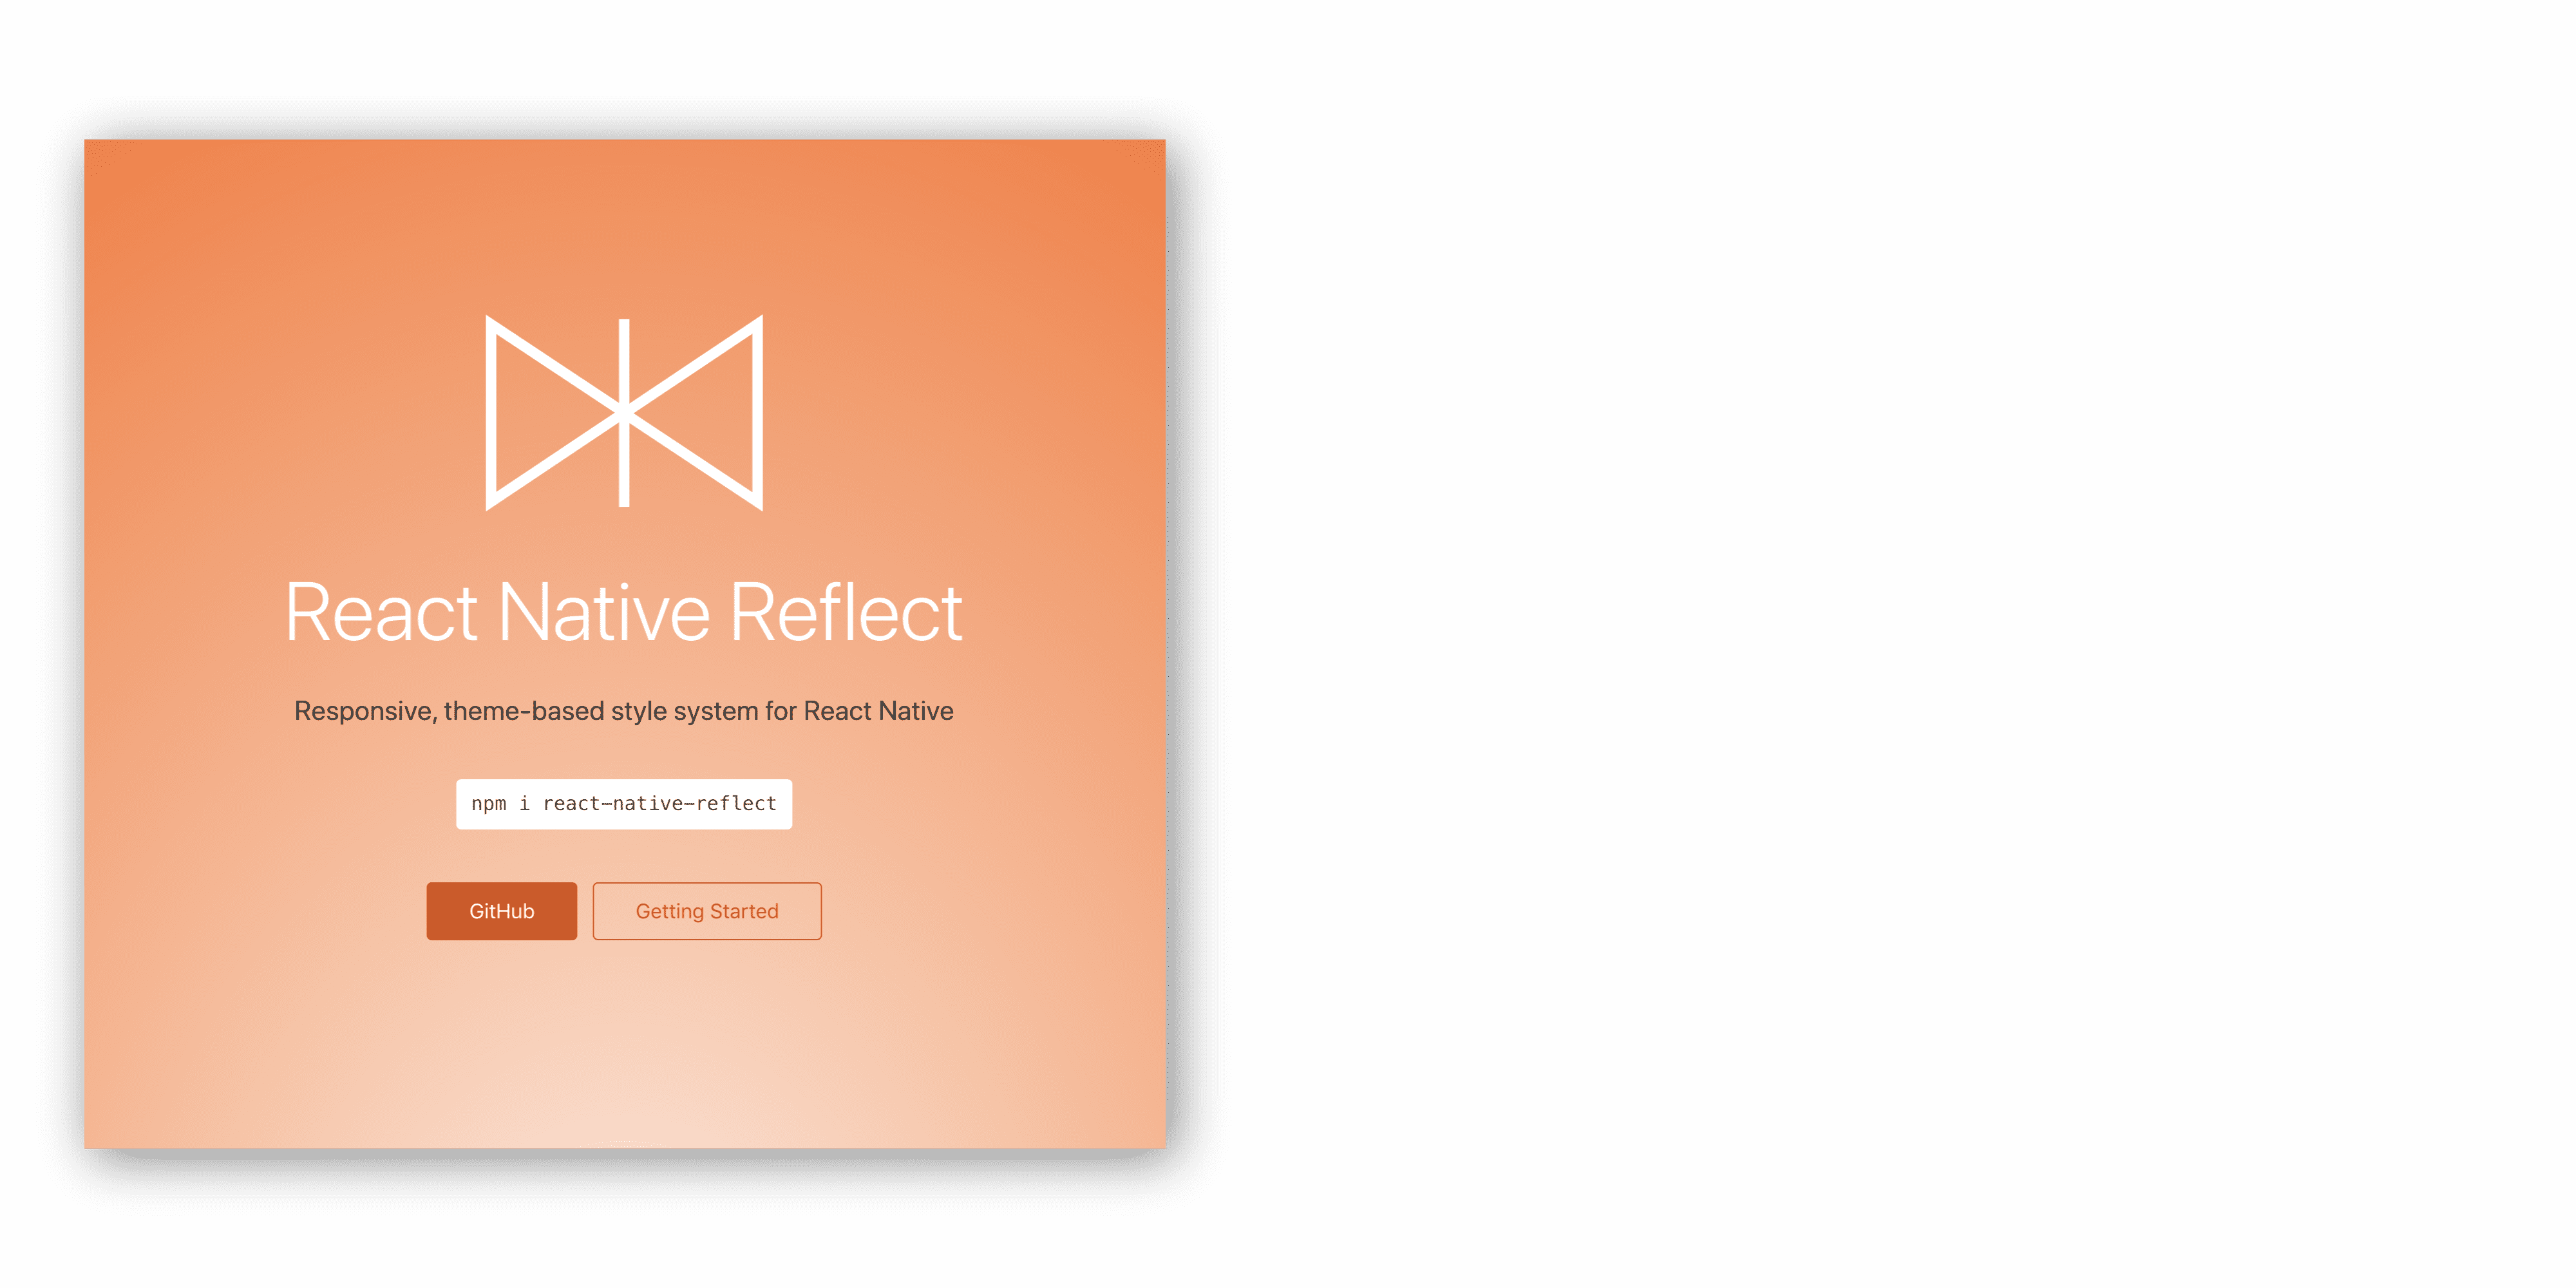 React Native Reflect
Responsive, theme-based style system for React Native
npm i react-native-reflect
GitHub
Getting Started